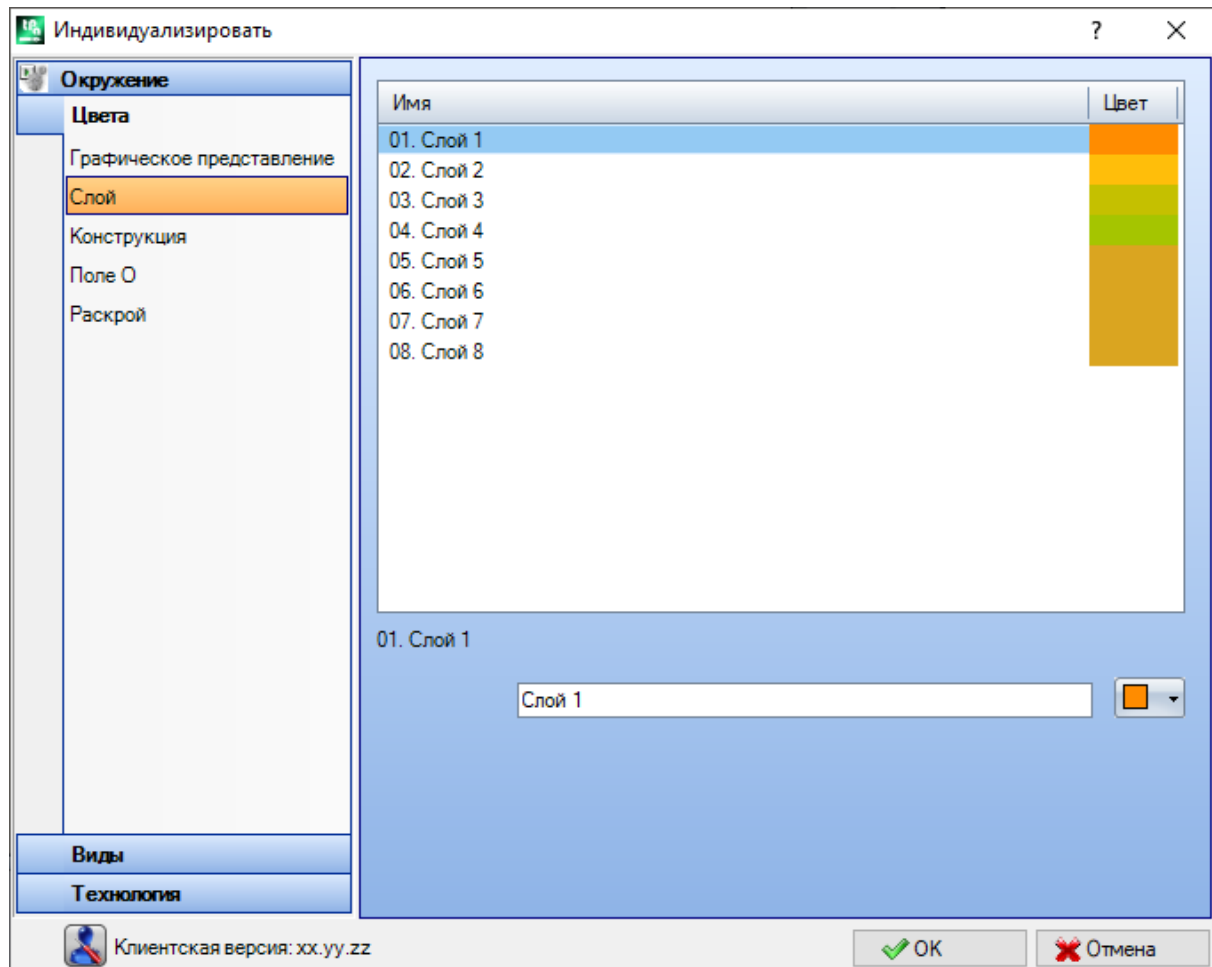 Индивидуализировать
?
Окружение
Цвета
Графическое представление
Слой
Конструкция
Поле O
Раскрой
Виды
Технология
Имя Цвет
01. Слой 1
02. Слой 2
03. Слой 3
04. Слой 4
05. Слой 5
06. Слой 6
07. Слой 7
08. Слой 8
01. Слой 1
Слой 1
Клиентская версия: xx.yy.zz
OK
Отмена